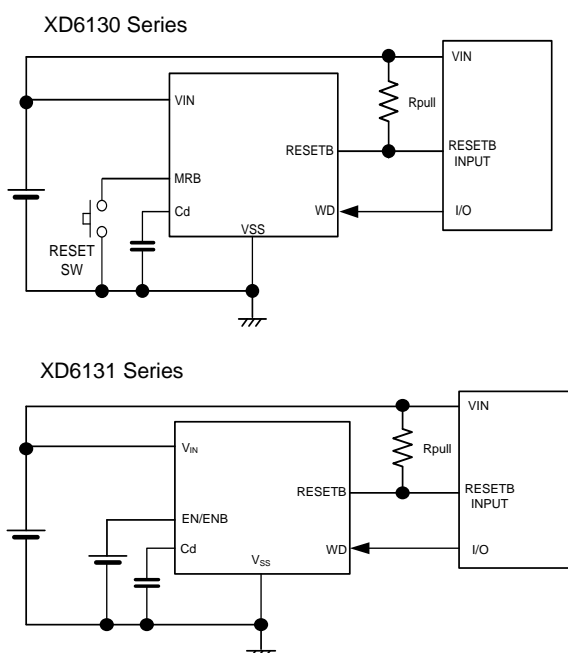 XD6130 Series
VIN
VIN
Rpull
RESETB
RESETB
INPUT
MRB
Cd
WD
I/O
VSS
RESET
SW
XD6131 Series
VIN
VIN
Rpull
RESETB
RESETB
INPUT
EN/ENB
Cd
WD
I/O
VSS